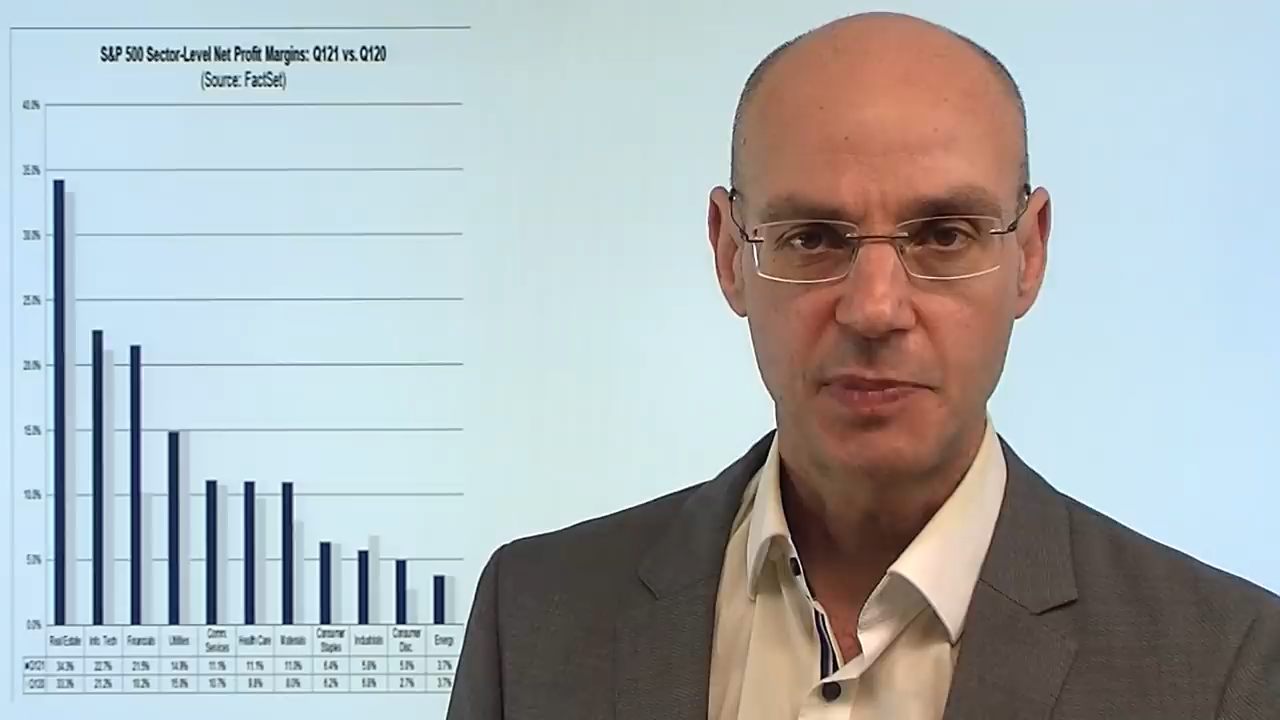 S&P 500 Sector-Level Net Profit Margins: Q121 vs. Q120
(Source: FactSet)
40.0%
35.0%
30.0%
25.0%
20.0%
15.0%
10.0%
5.0%
0.0%
Real Estate Info. Tech Financials Utilities Comm. Services Health Care Materials Consumer Staples Industrials Consumer Disc. Energy
Q121 34.3% 22.7% 21.5% 14.9% 11.1% 11.1% 11.0% 6.4% 5.8% 5.0% 3.7%
Q120 33.3% 21.2% 10.2% 15.0% 10.7% 9.8% 8.0% 6.2% 6.8% 2.7% 3.7%